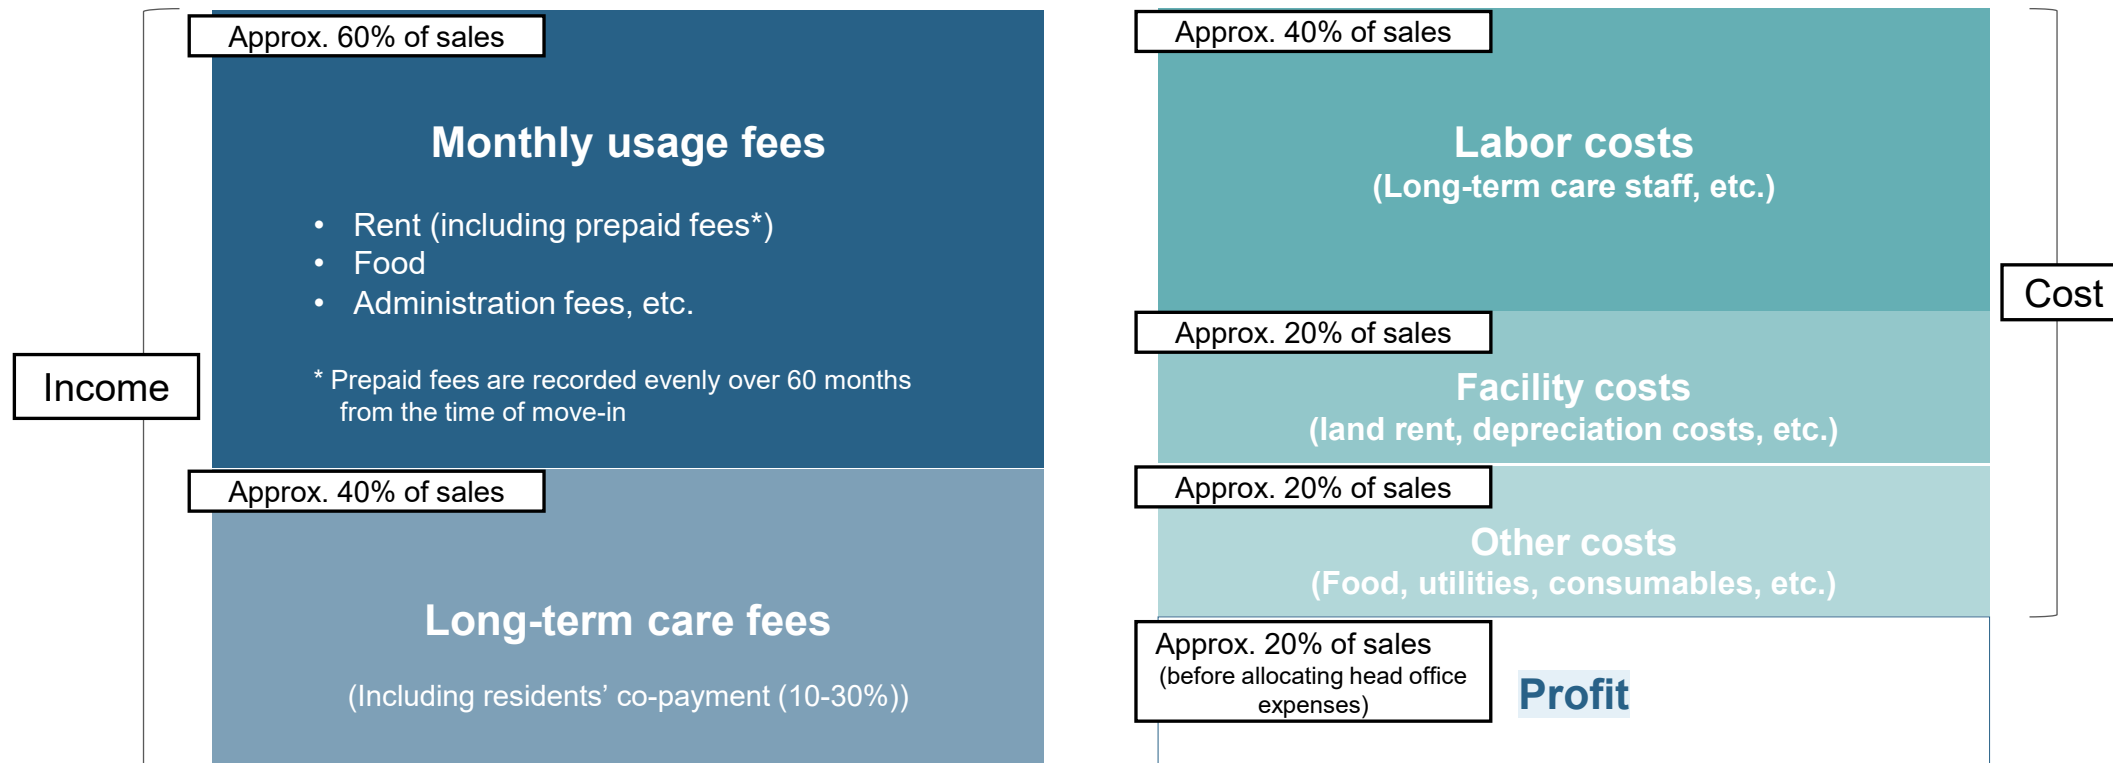 Income
Approx. 60% of sales
Monthly usage fees
• Rent (including prepaid fees*)
• Food
• Administration fees, etc.
* Prepaid fees are recorded evenly over 60 months
from the time of move-in
Approx. 40% of sales
Long-term care fees
(Including residents’ co-payment (10-30%))
Approx. 40% of sales
Labor costs
(Long-term care staff, etc.)
Approx. 20% of sales
Facility costs
(land rent, depreciation costs, etc.)
Approx. 20% of sales
Other costs
(Food, utilities, consumables, etc.)
Approx. 20% of sales
(before allocating head office
expenses)
Profit
Cost